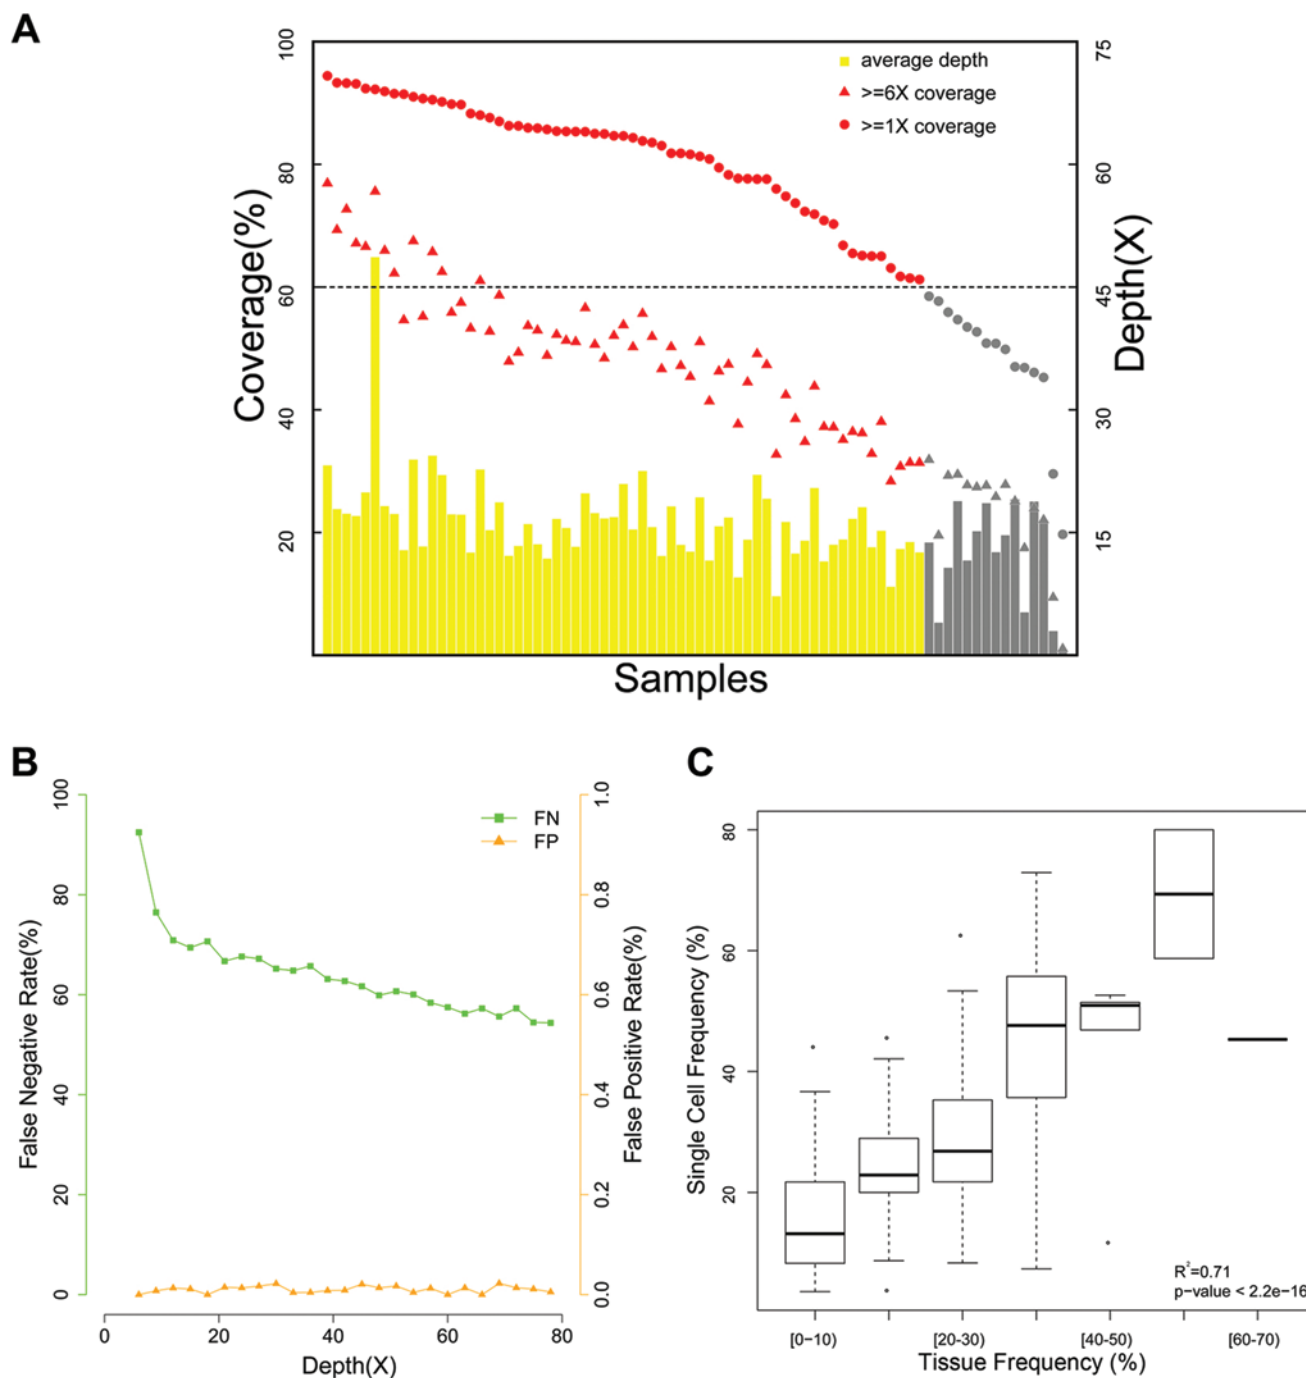 A
100
80
60
40
20
Coverage(%)
average depth
>=6X coverage
>=1X coverage
75
60
45
30
15
Depth(X)
Samples
B
100
80
60
40
20
0
False Negative Rate(%)
FN
FP
1.0
0.8
0.6
0.4
0.2
0.0
False Positive Rate(%)
0 20 40 60 80
Depth(X)
C
80
60
40
20
Single Cell Frequency (%)
R²=0.71
p−value < 2.2e−16
[0−10) [20-30) [40-50) [60-70)
Tissue Frequency (%)